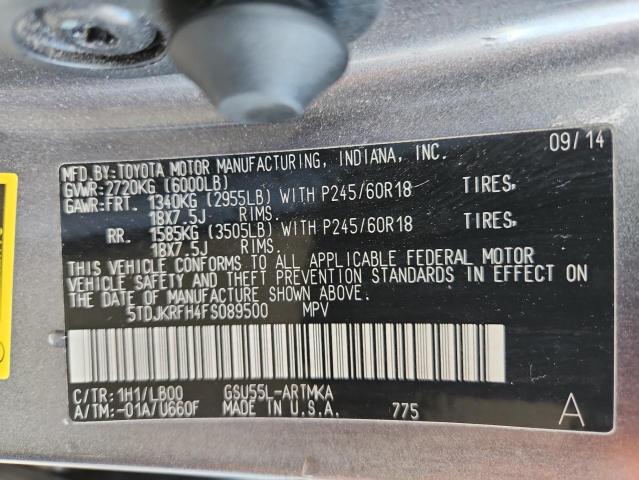 MFD.BY:TOYOTA MOTOR MANUFACTURING, INDIANA, INC. 09/14
GVWR:2720KG (6000LB)
GAWR:FRT. 1340KG (2955LB) WITH P245/60R18 TIRES,
18X7.5J RIMS.
RR. 1585KG (3505LB) WITH P245/60R18 TIRES,
18X7.5J RIMS.
THIS VEHICLE CONFORMS TO ALL APPLICABLE FEDERAL MOTOR
VEHICLE SAFETY AND THEFT PREVENTION STANDARDS IN EFFECT ON
THE DATE OF MANUFACTURE SHOWN ABOVE.
5TDJKRFH4FS089500 MPV
C/TR: 1H1/LB00 GSU55L-ARTMKA
A/TM:-01A/U660F MADE IN U.S.A. 775 A